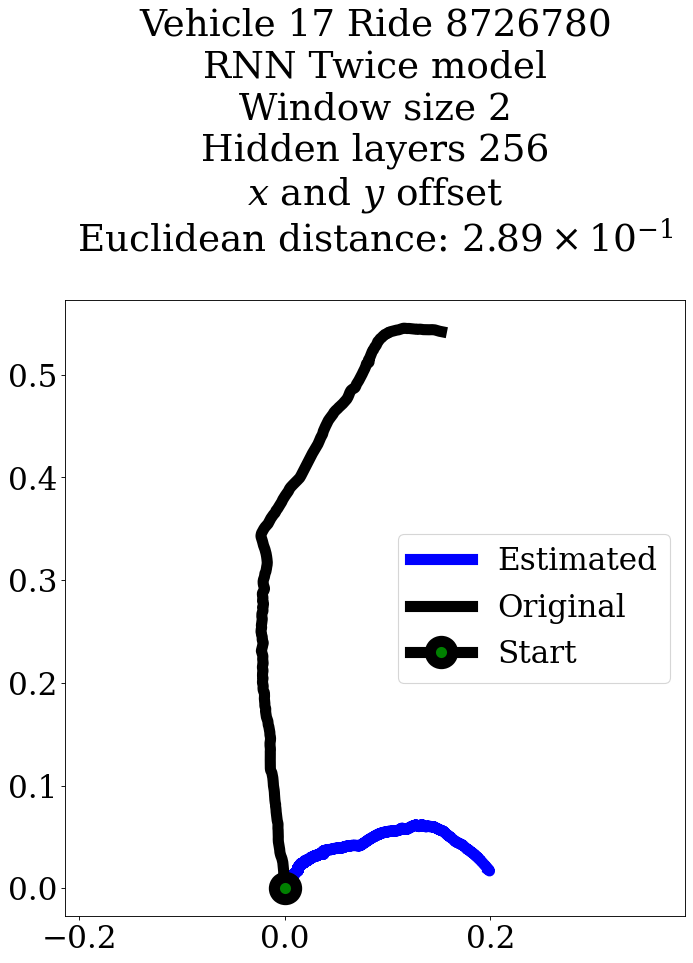 Vehicle 17 Ride 8726780
RNN Twice model
Window size 2
Hidden layers 256
x and y offset
Euclidean distance: 2.89 × 10⁻¹
0.5
0.4
0.3
0.2
0.1
0.0
Estimated
Original
Start
−0.2
0.0
0.2